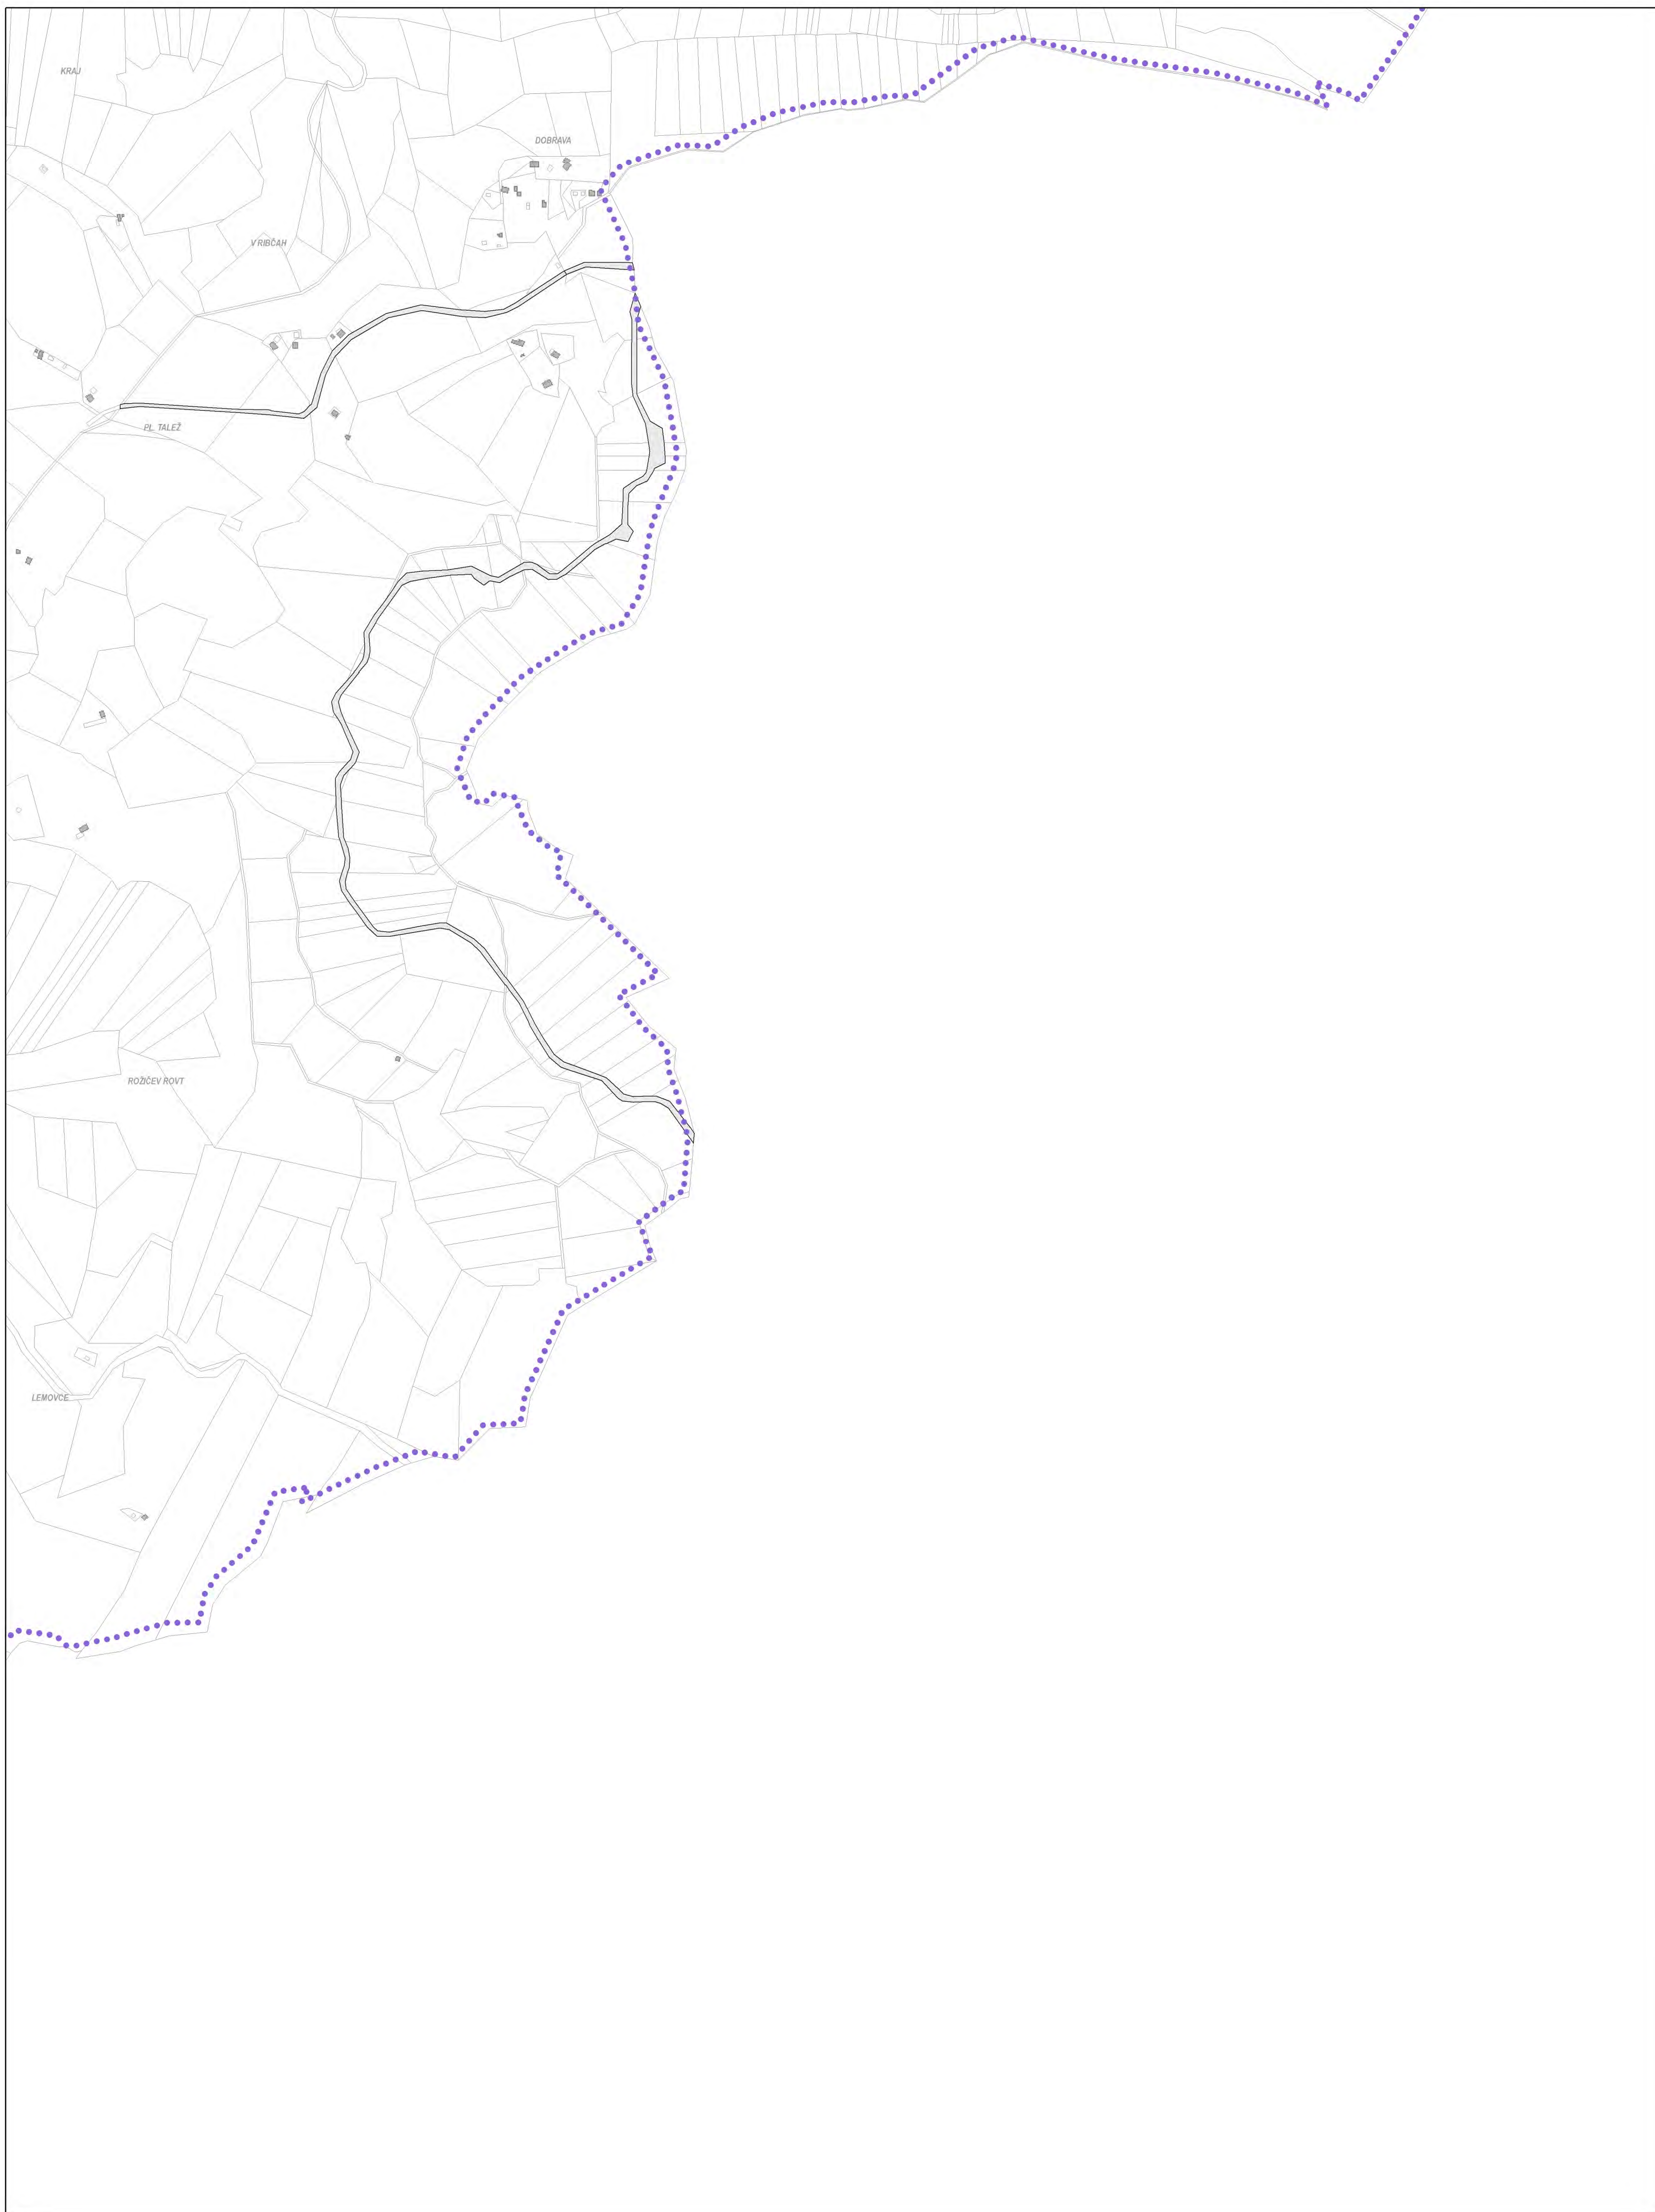 KRAJ
DOBRAVA
V RIBČAH
PL. TALEŽ
ROŽIČEV ROVT
LEMOVCE